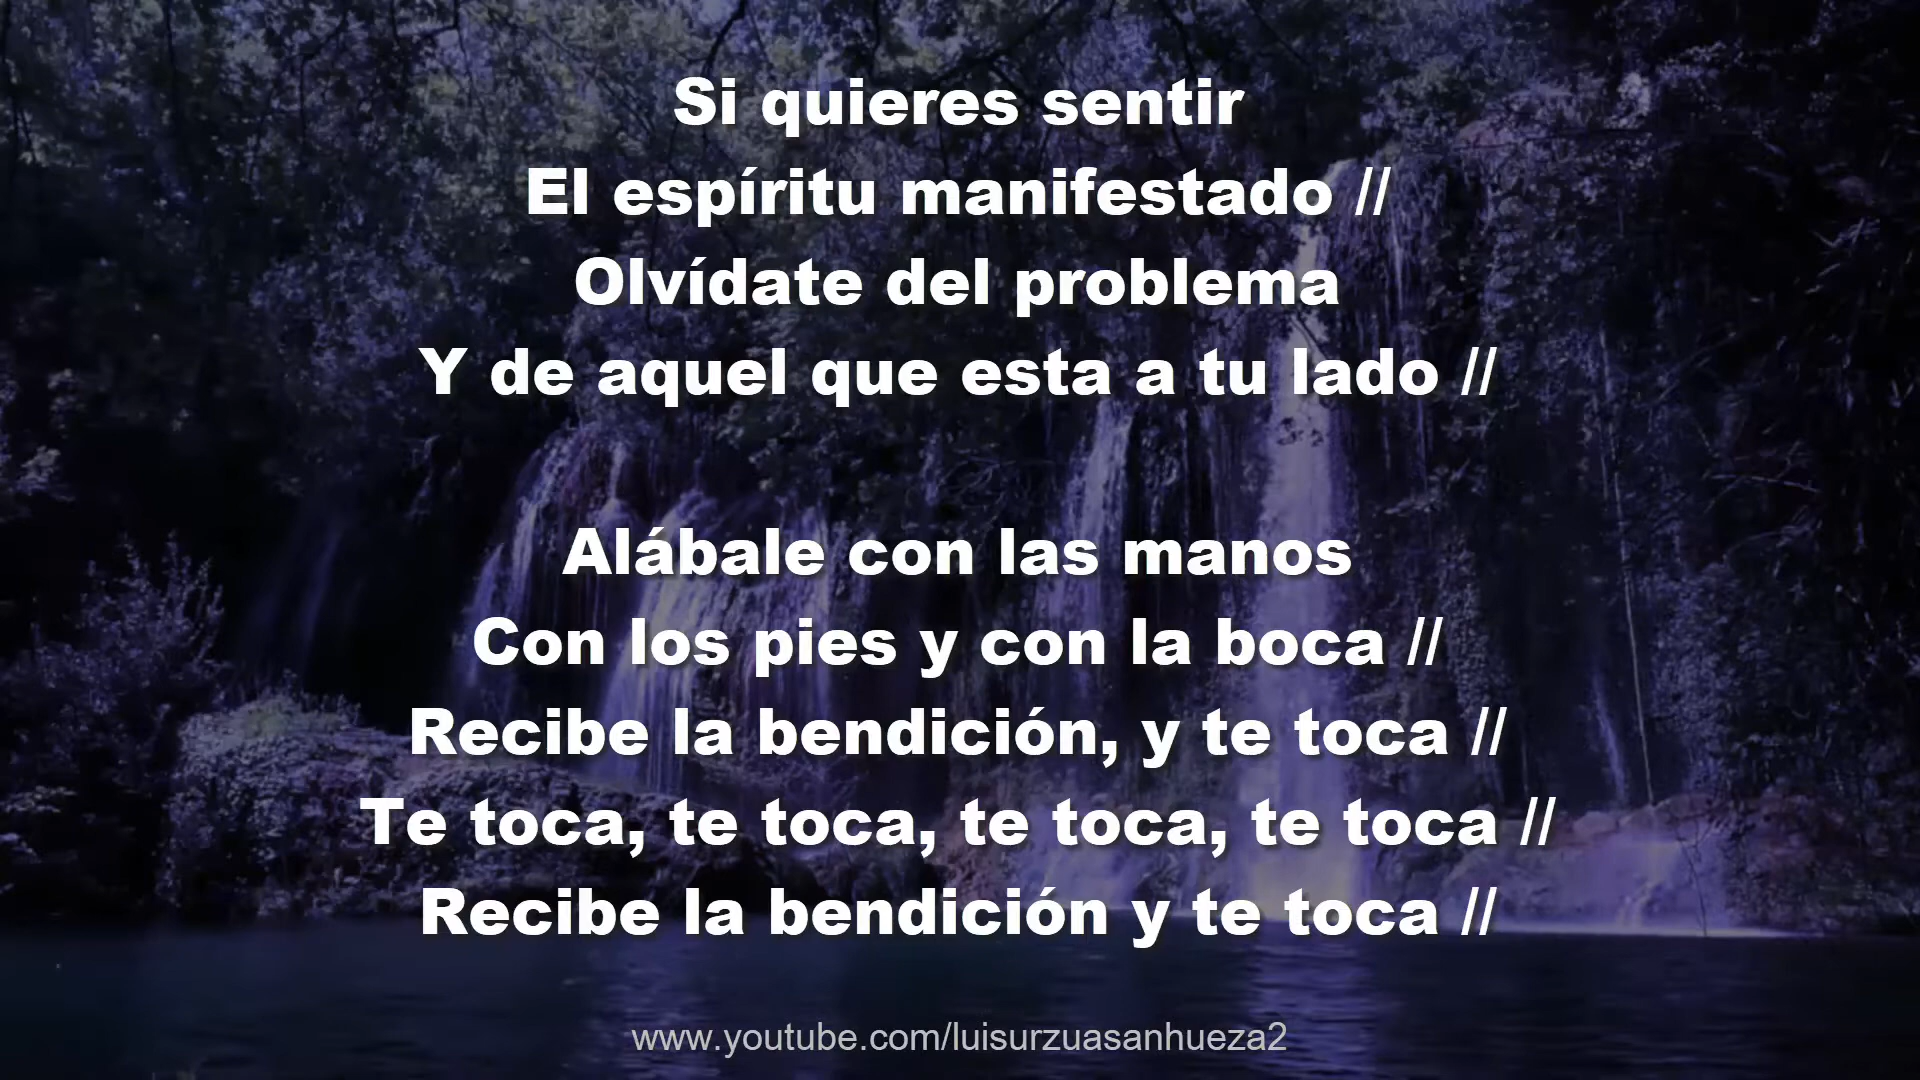 Si quieres sentir
El espíritu manifestado //
Olvídate del problema
Y de aquel que esta a tu lado //
Alábale con las manos
Con los pies y con la boca //
Recibe la bendición, y te toca //
Te toca, te toca, te toca, te toca //
Recibe la bendición y te toca //
www.youtube.com/luisurzuasanhueza2